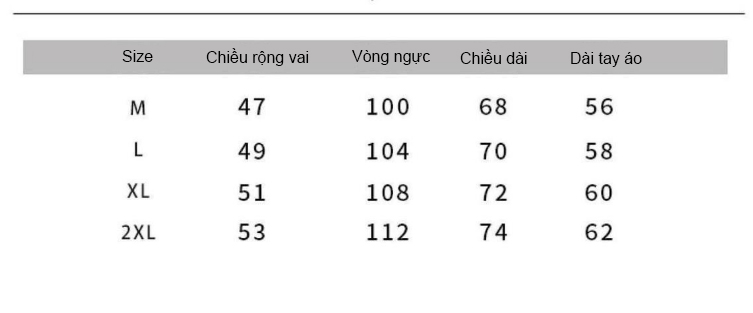 Size Chiều rộng vai Vòng ngực Chiều dài Dài tay áo
M 47 100 68 56
L 49 104 70 58
XL 51 108 72 60
2XL 53 112 74 62